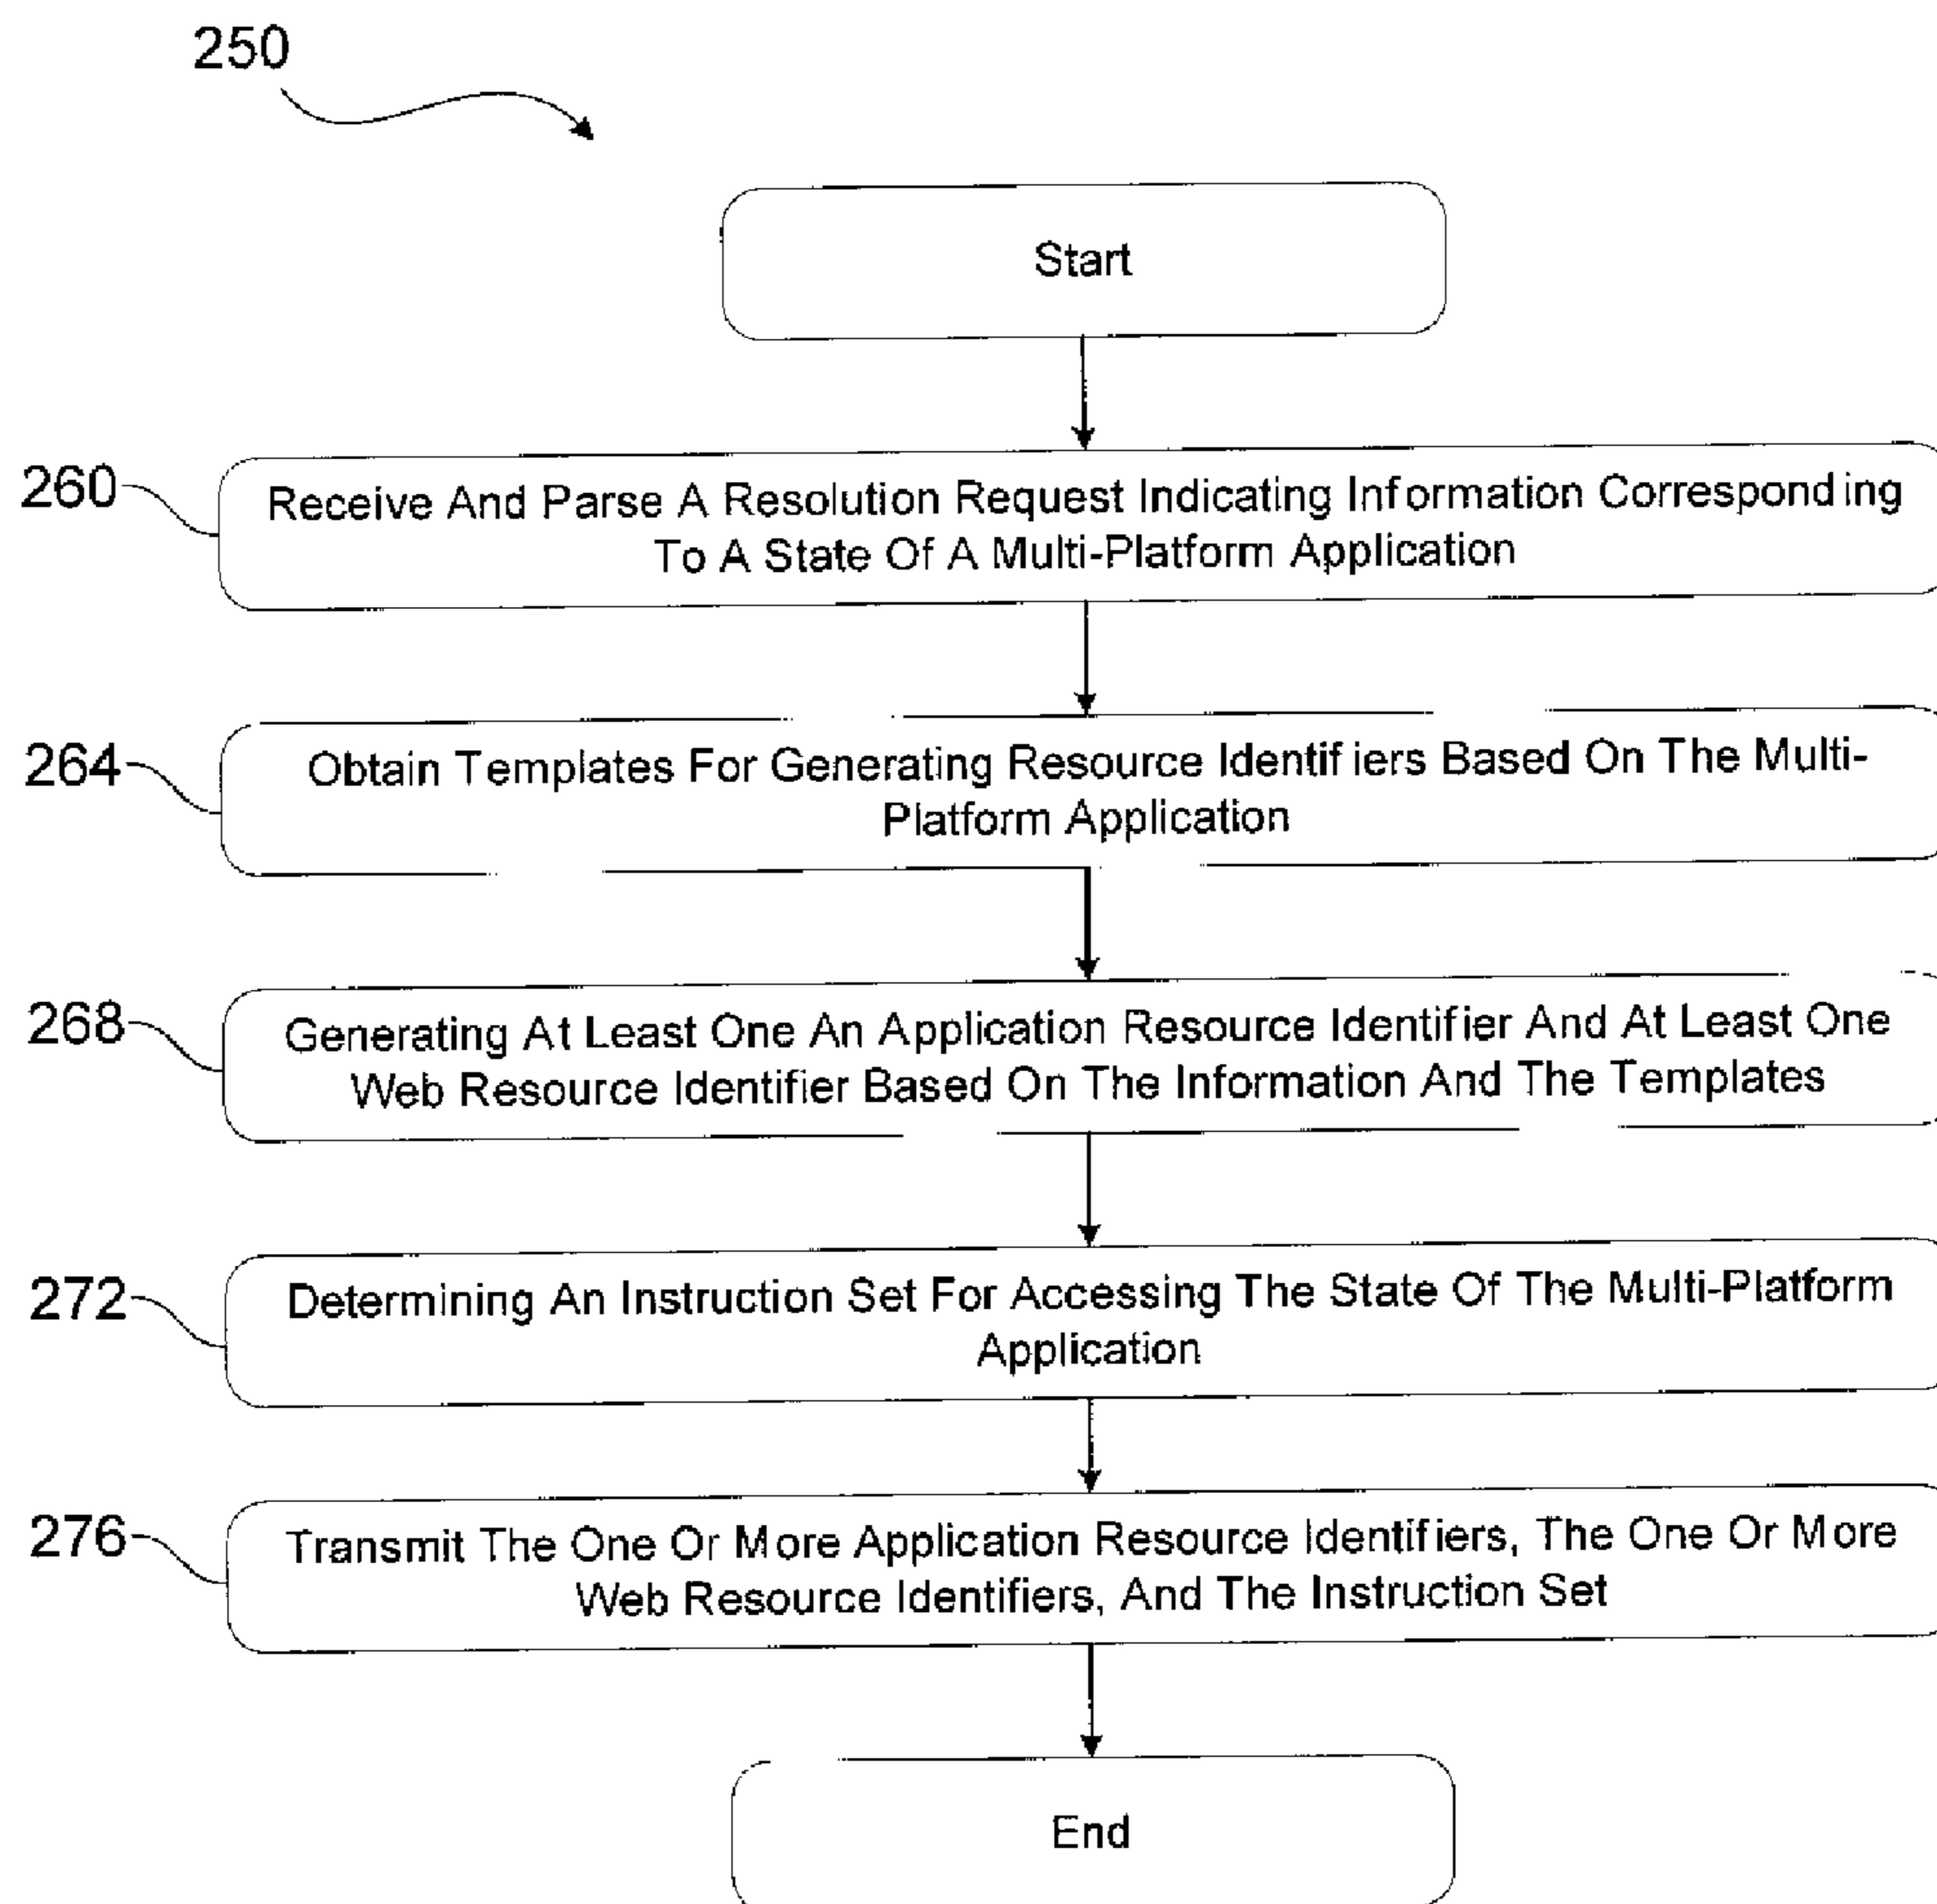 250
Start
260
Receive And Parse A Resolution Request Indicating Information Corresponding
To A State Of A Multi-Platform Application
264
Obtain Templates For Generating Resource Identifiers Based On The Multi-
Platform Application
268
Generating At Least One An Application Resource Identifier And At Least One
Web Resource Identifier Based On The Information And The Templates
272
Determining An Instruction Set For Accessing The State Of The Multi-Platform
Application
276
Transmit The One Or More Application Resource Identifiers, The One Or More
Web Resource Identifiers, And The Instruction Set
End